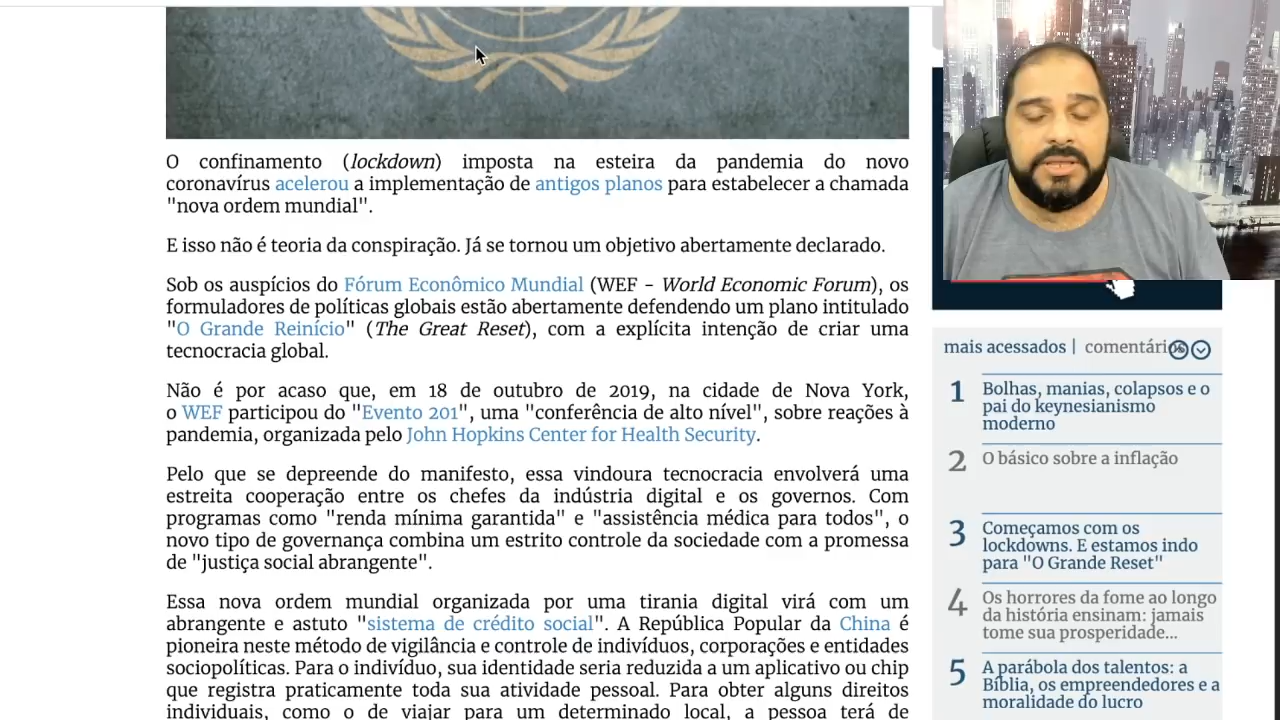 O confinamento (lockdown) imposta na esteira da pandemia do novo
coronavírus acelerou a implementação de antigos planos para estabelecer a chamada
"nova ordem mundial".
E isso não é teoria da conspiração. Já se tornou um objetivo abertamente declarado.
Sob os auspícios do Fórum Econômico Mundial (WEF - World Economic Forum), os
formuladores de políticas globais estão abertamente defendendo um plano intitulado
"O Grande Reinício" (The Great Reset), com a explícita intenção de criar uma
tecnocracia global.
Não é por acaso que, em 18 de outubro de 2019, na cidade de Nova York,
o WEF participou do "Evento 201", uma "conferência de alto nível", sobre reações à
pandemia, organizada pelo John Hopkins Center for Health Security.
Pelo que se depreende do manifesto, essa vindoura tecnocracia envolverá uma
estreita cooperação entre os chefes da indústria digital e os governos. Com
programas como "renda mínima garantida" e "assistência médica para todos", o
novo tipo de governança combina um estrito controle da sociedade com a promessa
de "justiça social abrangente".
Essa nova ordem mundial organizada por uma tirania digital virá com um
abrangente e astuto "sistema de crédito social". A República Popular da China é
pioneira neste método de vigilância e controle de indivíduos, corporações e entidades
sociopolíticas. Para o indivíduo, sua identidade seria reduzida a um aplicativo ou chip
que registra praticamente toda sua atividade pessoal. Para obter alguns direitos
individuais, como o de viajar para um determinado local, a pessoa terá de
mais acessados | comentários
1 Bolhas, manias, colapsos e o
pai do keynesianismo
moderno
2 O básico sobre a inflação
3 Começamos com os
lockdowns. E estamos indo
para "O Grande Reset"
4 Os horrores da fome ao longo
da história ensinam: jamais
tome sua prosperidade...
5 A parábola dos talentos: a
Bíblia, os empreendedores e a
moralidade do lucro